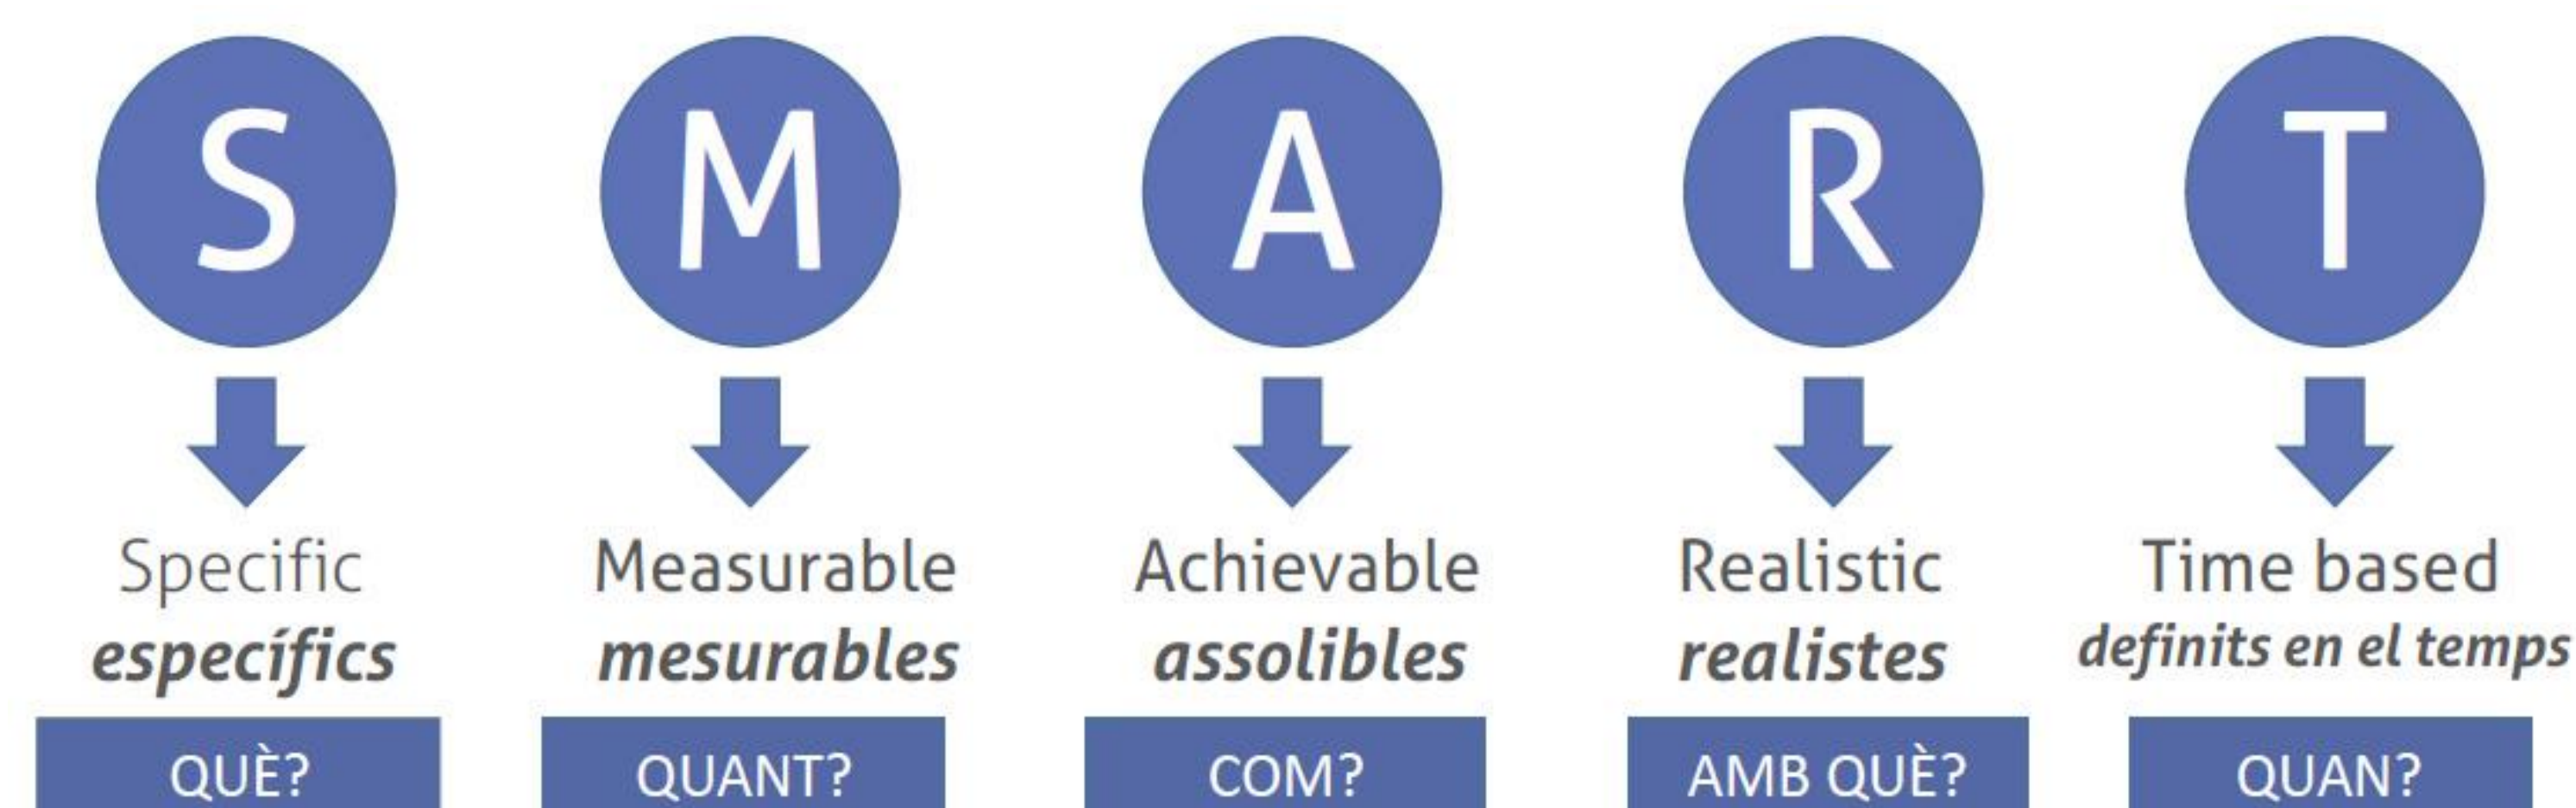 S M A R T
Specific Measurable Achievable Realistic Time based
específics mesurables assolibles realistes definits en el temps
QUÈ? QUANT? COM? AMB QUÈ? QUAN?